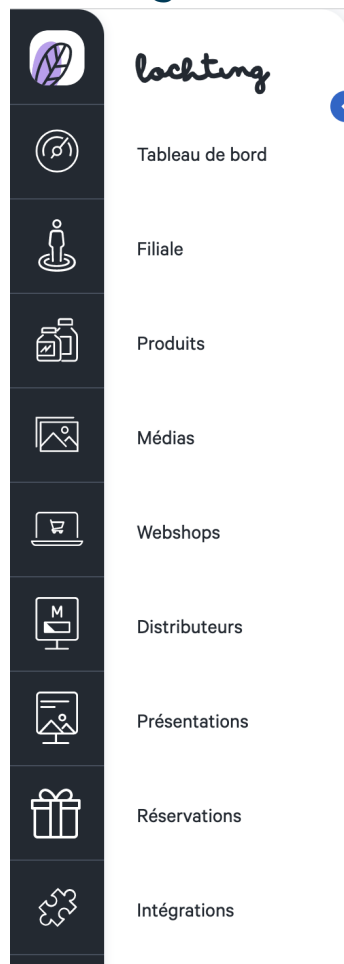 lochting
Tableau de bord
Filiale
Produits
Médias
Webshops
M
Distributeurs
Présentations
Réservations
Intégrations